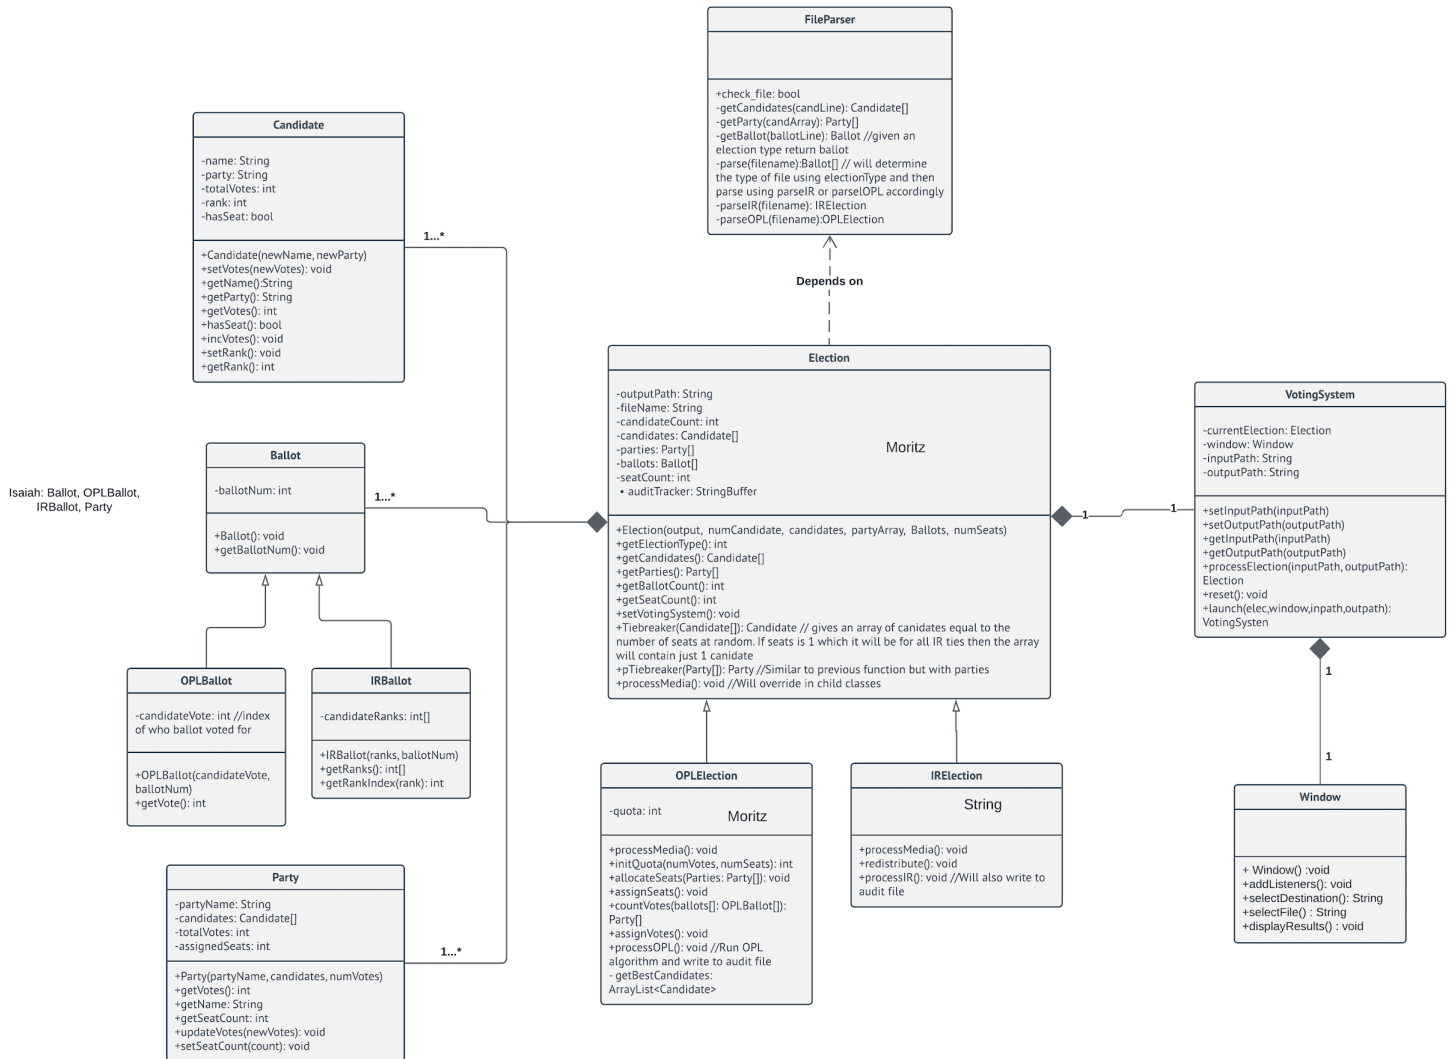 FileParser
+check_file: bool
-getCandidates(candLine): Candidate[]
-getParty(candArray): Party[]
-getBallot(ballotLine): Ballot //given an
election type return ballot
-parse(filename):Ballot[] // will determine
the type of file using electionType and then
parse using parseIR or parselOPL accordingly
-parseIR(filename): IRElection
-parseOPL(filename):OPLElection
Candidate
-name: String
-party: String
-totalVotes: int
-rank: int
-hasSeat: bool
+Candidate(newName, newParty)
+setVotes(newVotes): void
+getName():String
+getParty(): String
+getVotes(): int
+hasSeat(): bool
+incVotes(): void
+setRank(): void
+getRank(): int
1...*
Depends on
Election
-outputPath: String
-fileName: String
-candidateCount: int
-candidates: Candidate[]
-parties: Party[]
-ballots: Ballot[]
-seatCount: int
• auditTracker: StringBuffer
Moritz
+Election(output, numCandidate, candidates, partyArray, Ballots, numSeats)
+getElectionType(): int
+getCandidates(): Candidate[]
+getParties(): Party[]
+getBallotCount(): int
+getSeatCount(): int
+setVotingSystem(): void
+Tiebreaker(Candidate[]): Candidate // gives an array of canidates equal to the
number of seats at random. If seats is 1 which it will be for all IR ties then the array
will contain just 1 canidate
+pTiebreaker(Party[]): Party //Similar to previous function but with parties
+processMedia(): void //Will override in child classes
VotingSystem
-currentElection: Election
-window: Window
-inputPath: String
-outputPath: String
+setInputPath(inputPath)
+setOutputPath(outputPath)
+getInputPath(inputPath)
+getOutputPath(outputPath)
+processElection(inputPath, outputPath):
Election
+reset(): void
+launch(elec,window,inpath,outpath):
VotingSysten
1
1
Isaiah: Ballot, OPLBallot,
IRBallot, Party
Ballot
-ballotNum: int
+Ballot(): void
+getBallotNum(): void
1...*
OPLBallot
-candidateVote: int //index
of who ballot voted for
+OPLBallot(candidateVote,
ballotNum)
+getVote(): int
IRBallot
-candidateRanks: int[]
+IRBallot(ranks, ballotNum)
+getRanks(): int[]
+getRankIndex(rank): int
OPLElection
-quota: int
Moritz
+processMedia(): void
+initQuota(numVotes, numSeats): int
+allocateSeats(Parties: Party[]): void
+assignSeats(): void
+countVotes(ballots[]: OPLBallot[]):
Party[]
+assignVotes(): void
+processOPL(): void //Run OPL
algorithm and write to audit file
- getBestCandidates:
ArrayList<Candidate>
IRElection
String
+processMedia(): void
+redistribute(): void
+processIR(): void //Will also write to
audit file
1
1
Window
+ Window() :void
+addListeners(): void
+selectDestination(): String
+selectFile() : String
+displayResults() : void
Party
-partyName: String
-candidates: Candidate[]
-totalVotes: int
-assignedSeats: int
+Party(partyName, candidates, numVotes)
+getVotes(): int
+getName: String
+getSeatCount: int
+updateVotes(newVotes): void
+setSeatCount(count): void
1...*